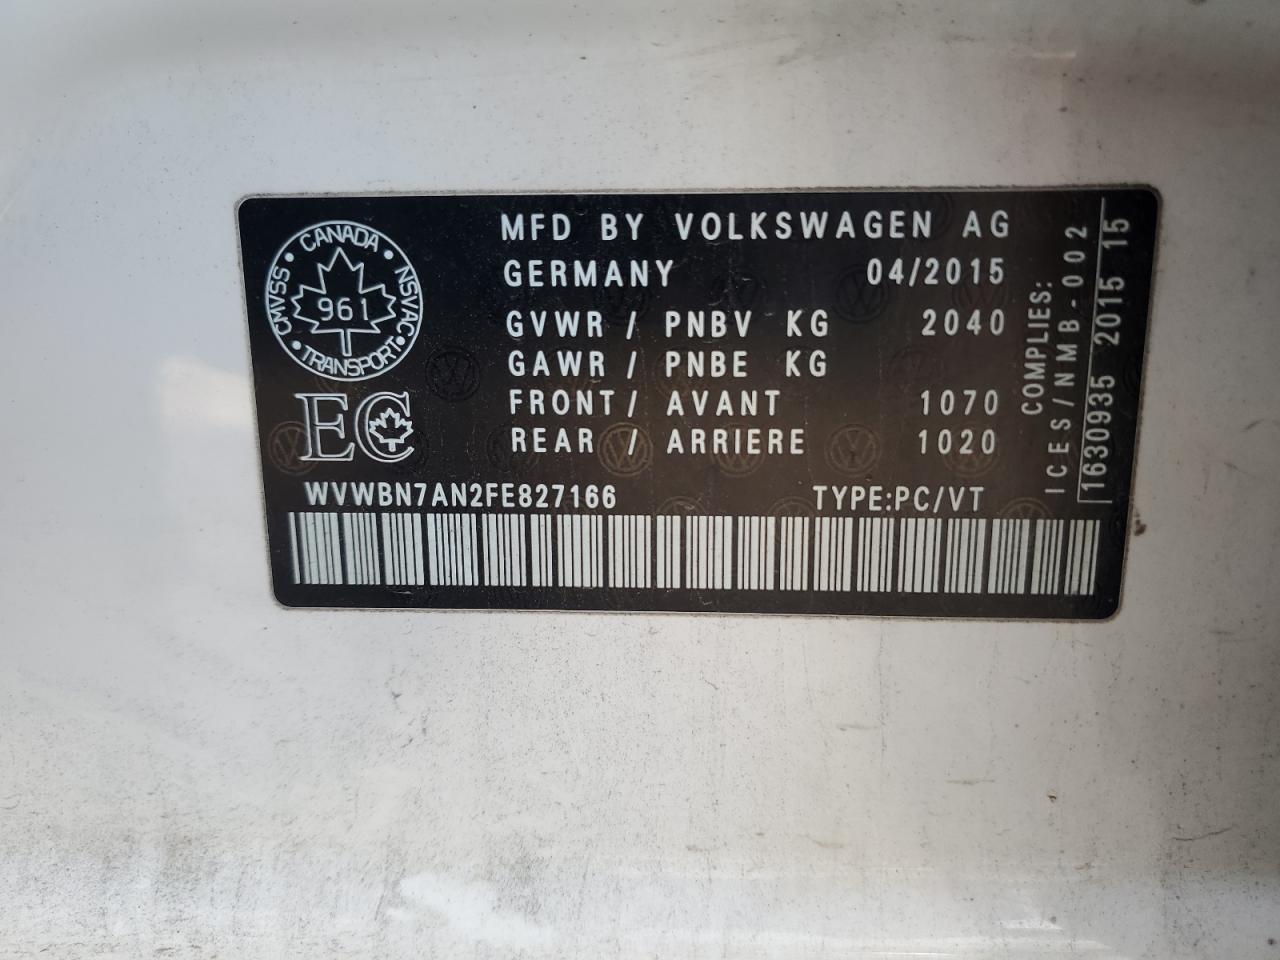 CANADA
CMVSS
NSVAC
961
TRANSPORT
EC
MFD BY VOLKSWAGEN AG
GERMANY 04/2015
GVWR / PNBV KG 2040
GAWR / PNBE KG
FRONT / AVANT 1070
REAR / ARRIERE 1020
WVWBN7AN2FE827166 TYPE:PC/VT
COMPLIES:
ICES/NMB-002
1630935 2015 15